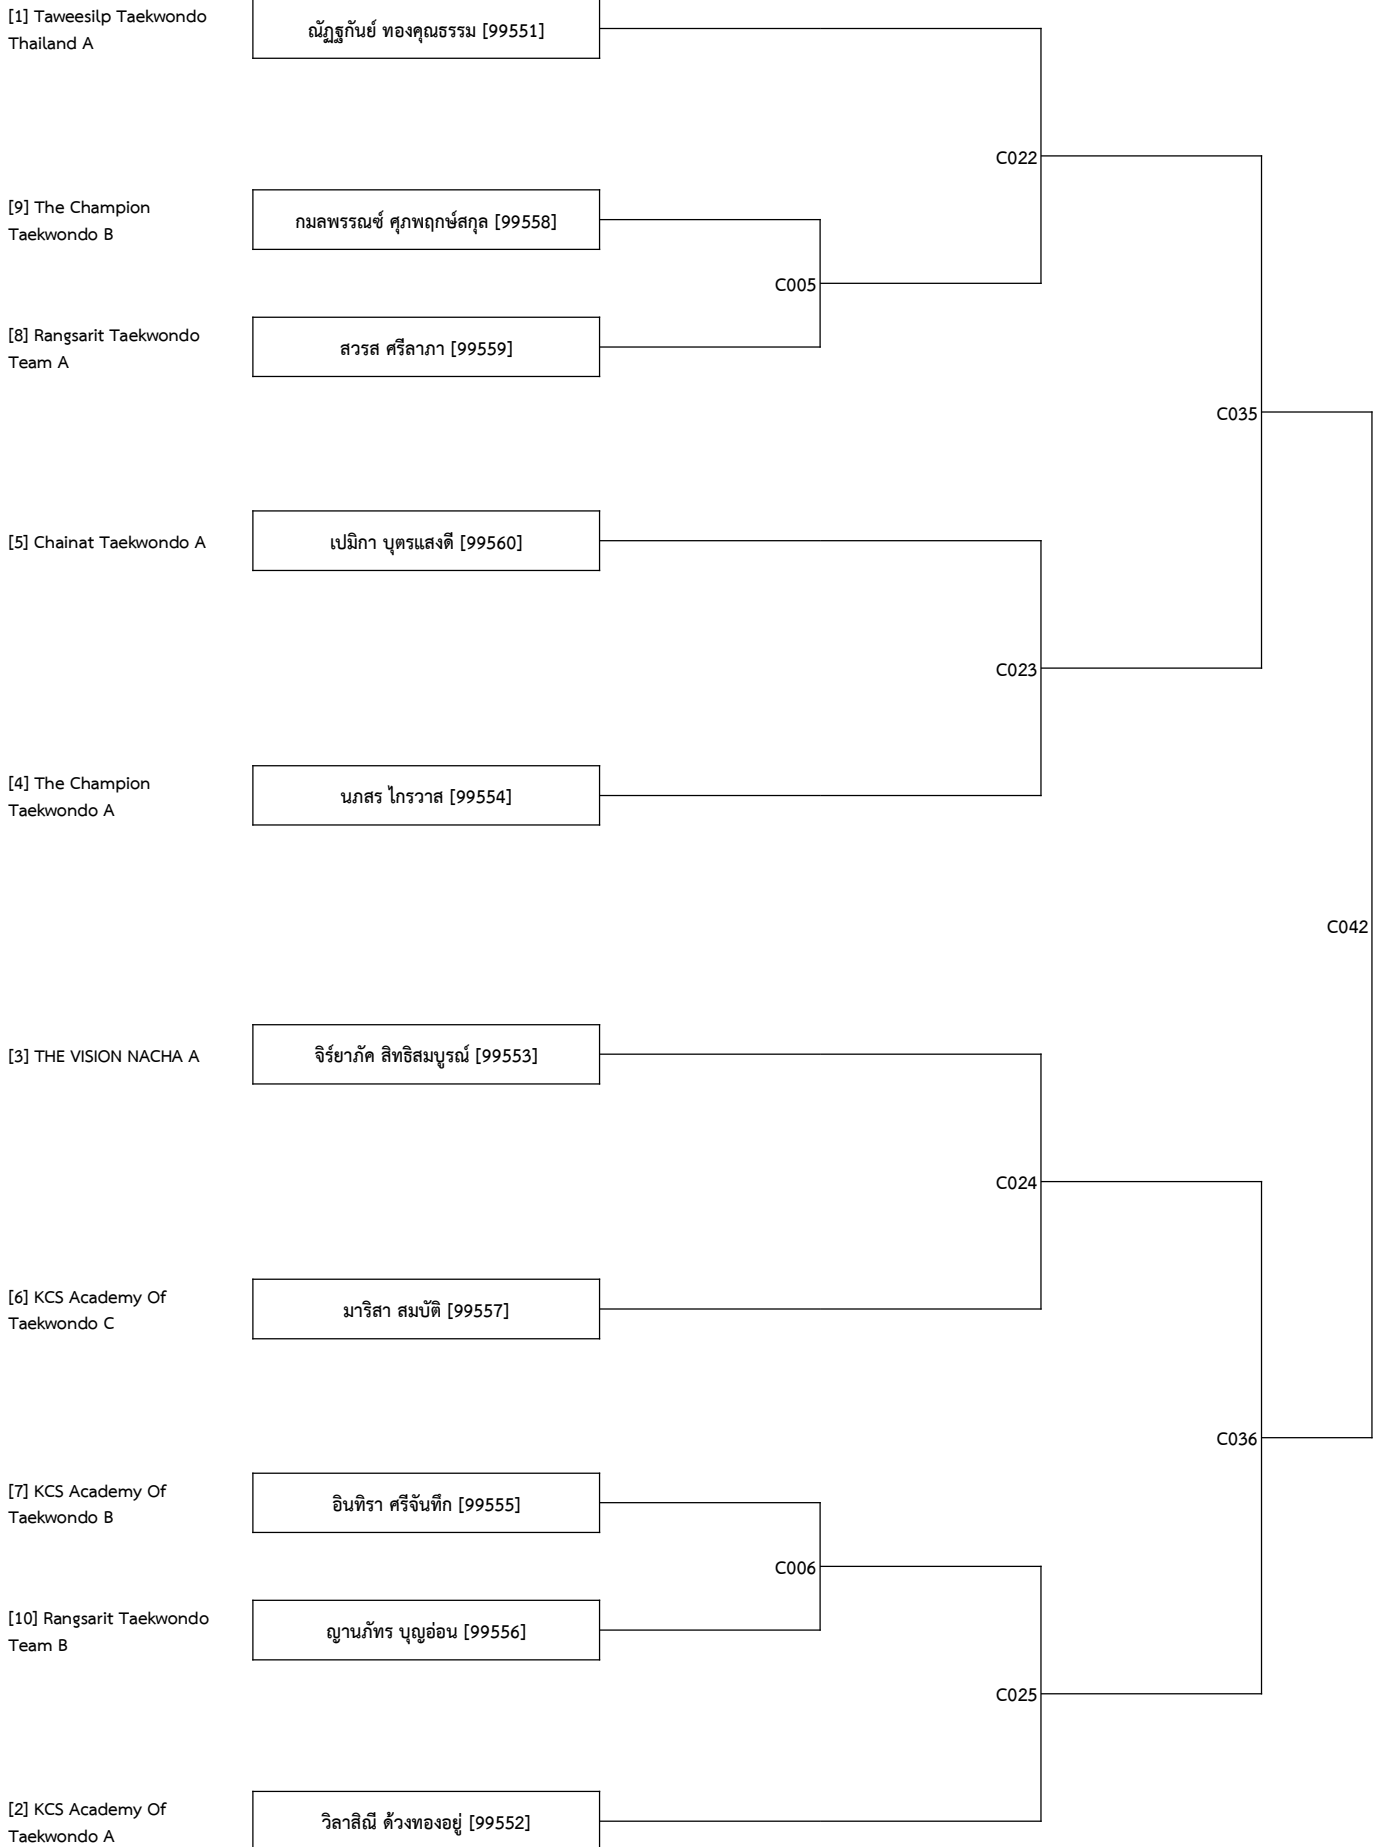 [1] Taweesilp Taekwondo
Thailand A
ณัฏฐกันย์ ทองคุณธรรม [99551]
C022
[9] The Champion
Taekwondo B
กมลพรรณซ์ ศุภพฤกษ์สกุล [99558]
C005
[8] Rangsarit Taekwondo
Team A
สวรส ศรีลาภา [99559]
C035
[5] Chainat Taekwondo A
เปมิกา บุตรแสงดี [99560]
C023
[4] The Champion
Taekwondo A
นภสร ไกรวาส [99554]
C042
[3] THE VISION NACHA A
จิร์ยาภัค สิทธิสมบูรณ์ [99553]
C024
[6] KCS Academy Of
Taekwondo C
มาริสา สมบัติ [99557]
C036
[7] KCS Academy Of
Taekwondo B
อินทิรา ศรีจันทึก [99555]
C006
[10] Rangsarit Taekwondo
Team B
ญานภัทร บุญอ่อน [99556]
C025
[2] KCS Academy Of
Taekwondo A
วิลาสิณี ด้วงทองอยู่ [99552]